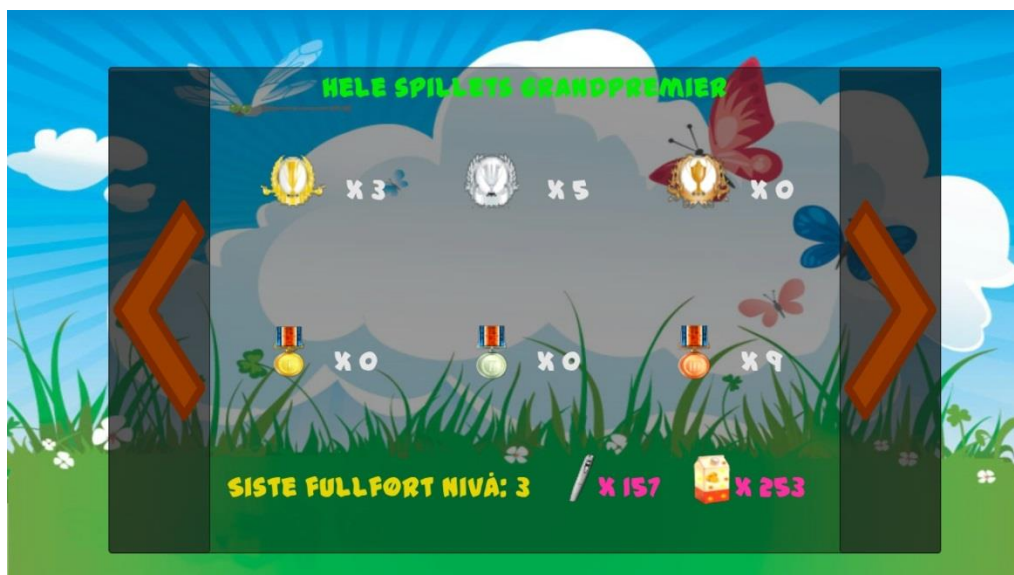 HELE SPILLETS GRANDPREMIER
X 3 X 5 X 0
X 0 X 0 X 9
SISTE FULLFØRT NIVÅ: 3 X 157 X 253